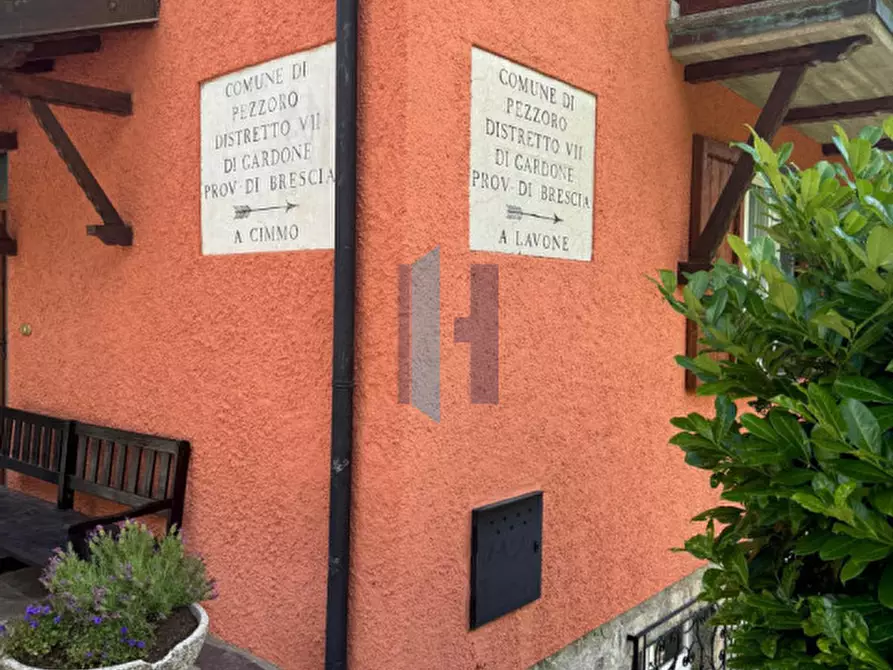 COMUNE DI
PEZZORO
DISTRETTO VII
DI GARDONE
PROV. DI BRESCIA
A CIMMO
COMUNE DI
PEZZORO
DISTRETTO VII
DI GARDONE
PROV. DI BRESCIA
A LAVONE